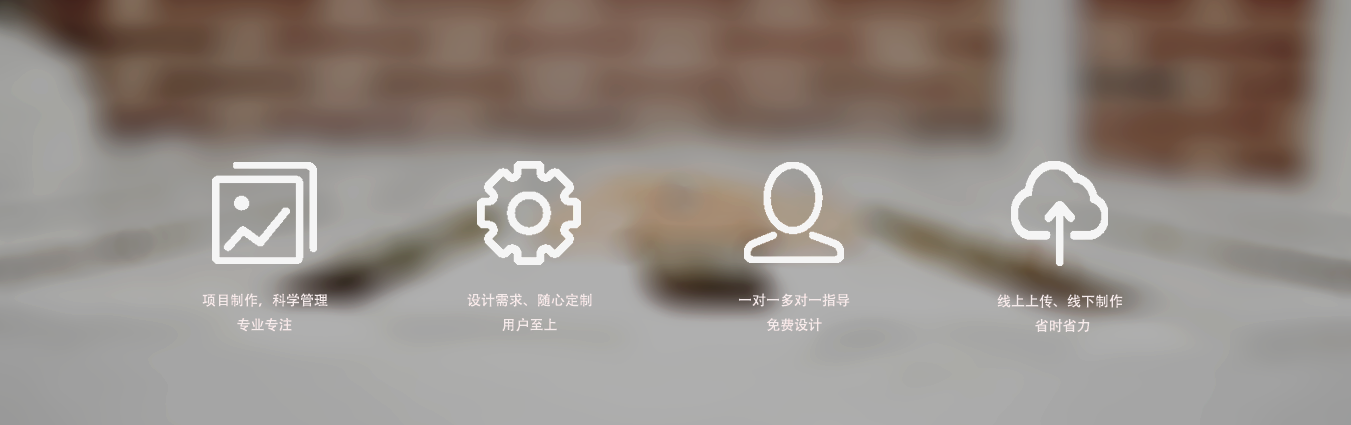 项目制作，科学管理
专业专注
设计需求、随心定制
用户至上
一对一多对一指导
免费设计
线上上传、线下制作
省时省力